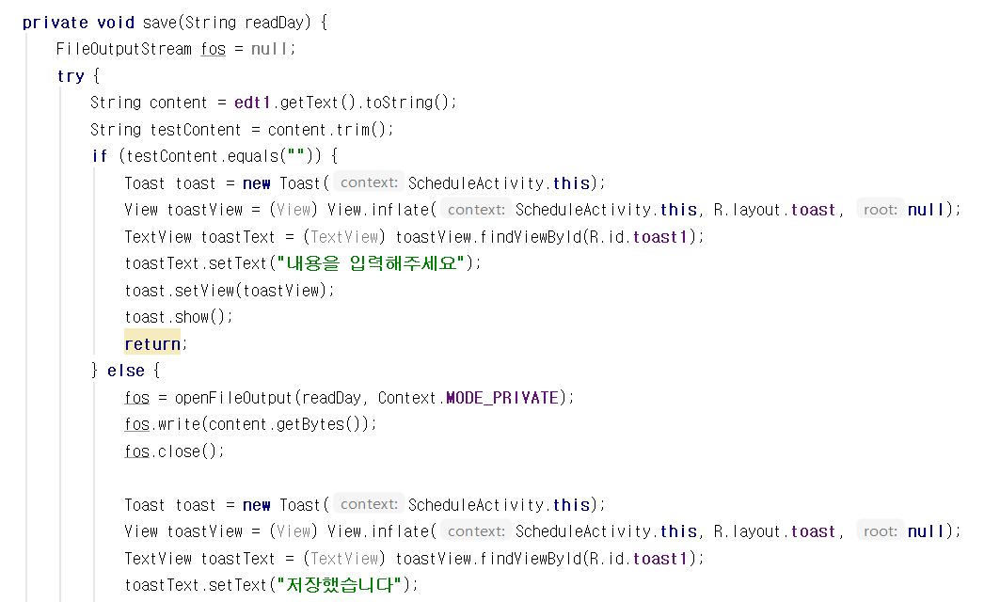 private void save(String readDay) {
FileOutputStream fos = null;
try {
String content = edt1.getText().toString();
String testContent = content.trim();
if (testContent.equals("")) {
Toast toast = new Toast( context: ScheduleActivity.this);
View toastView = (View) View.inflate( context: ScheduleActivity.this, R.layout.toast, root: null);
TextView toastText = (TextView) toastView.findViewById(R.id.toast1);
toastText.setText("내용을 입력해주세요");
toast.setView(toastView);
toast.show();
return;
} else {
fos = openFileOutput(readDay, Context.MODE_PRIVATE);
fos.write(content.getBytes());
fos.close();
Toast toast = new Toast( context: ScheduleActivity.this);
View toastView = (View) View.inflate( context: ScheduleActivity.this, R.layout.toast, root: null);
TextView toastText = (TextView) toastView.findViewById(R.id.toast1);
toastText.setText("저장했습니다");